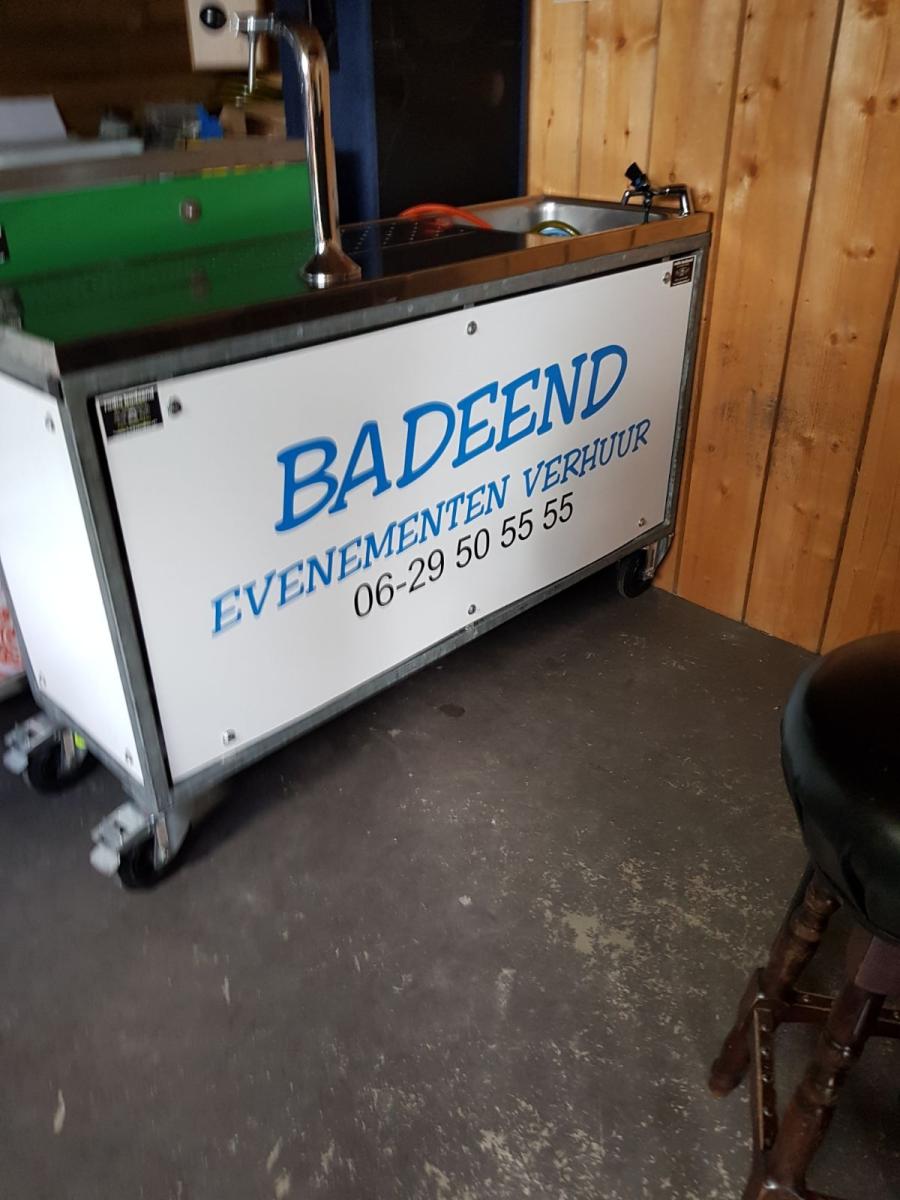 BADEEND
EVENEMENTEN VERHUUR
06-29 50 55 55